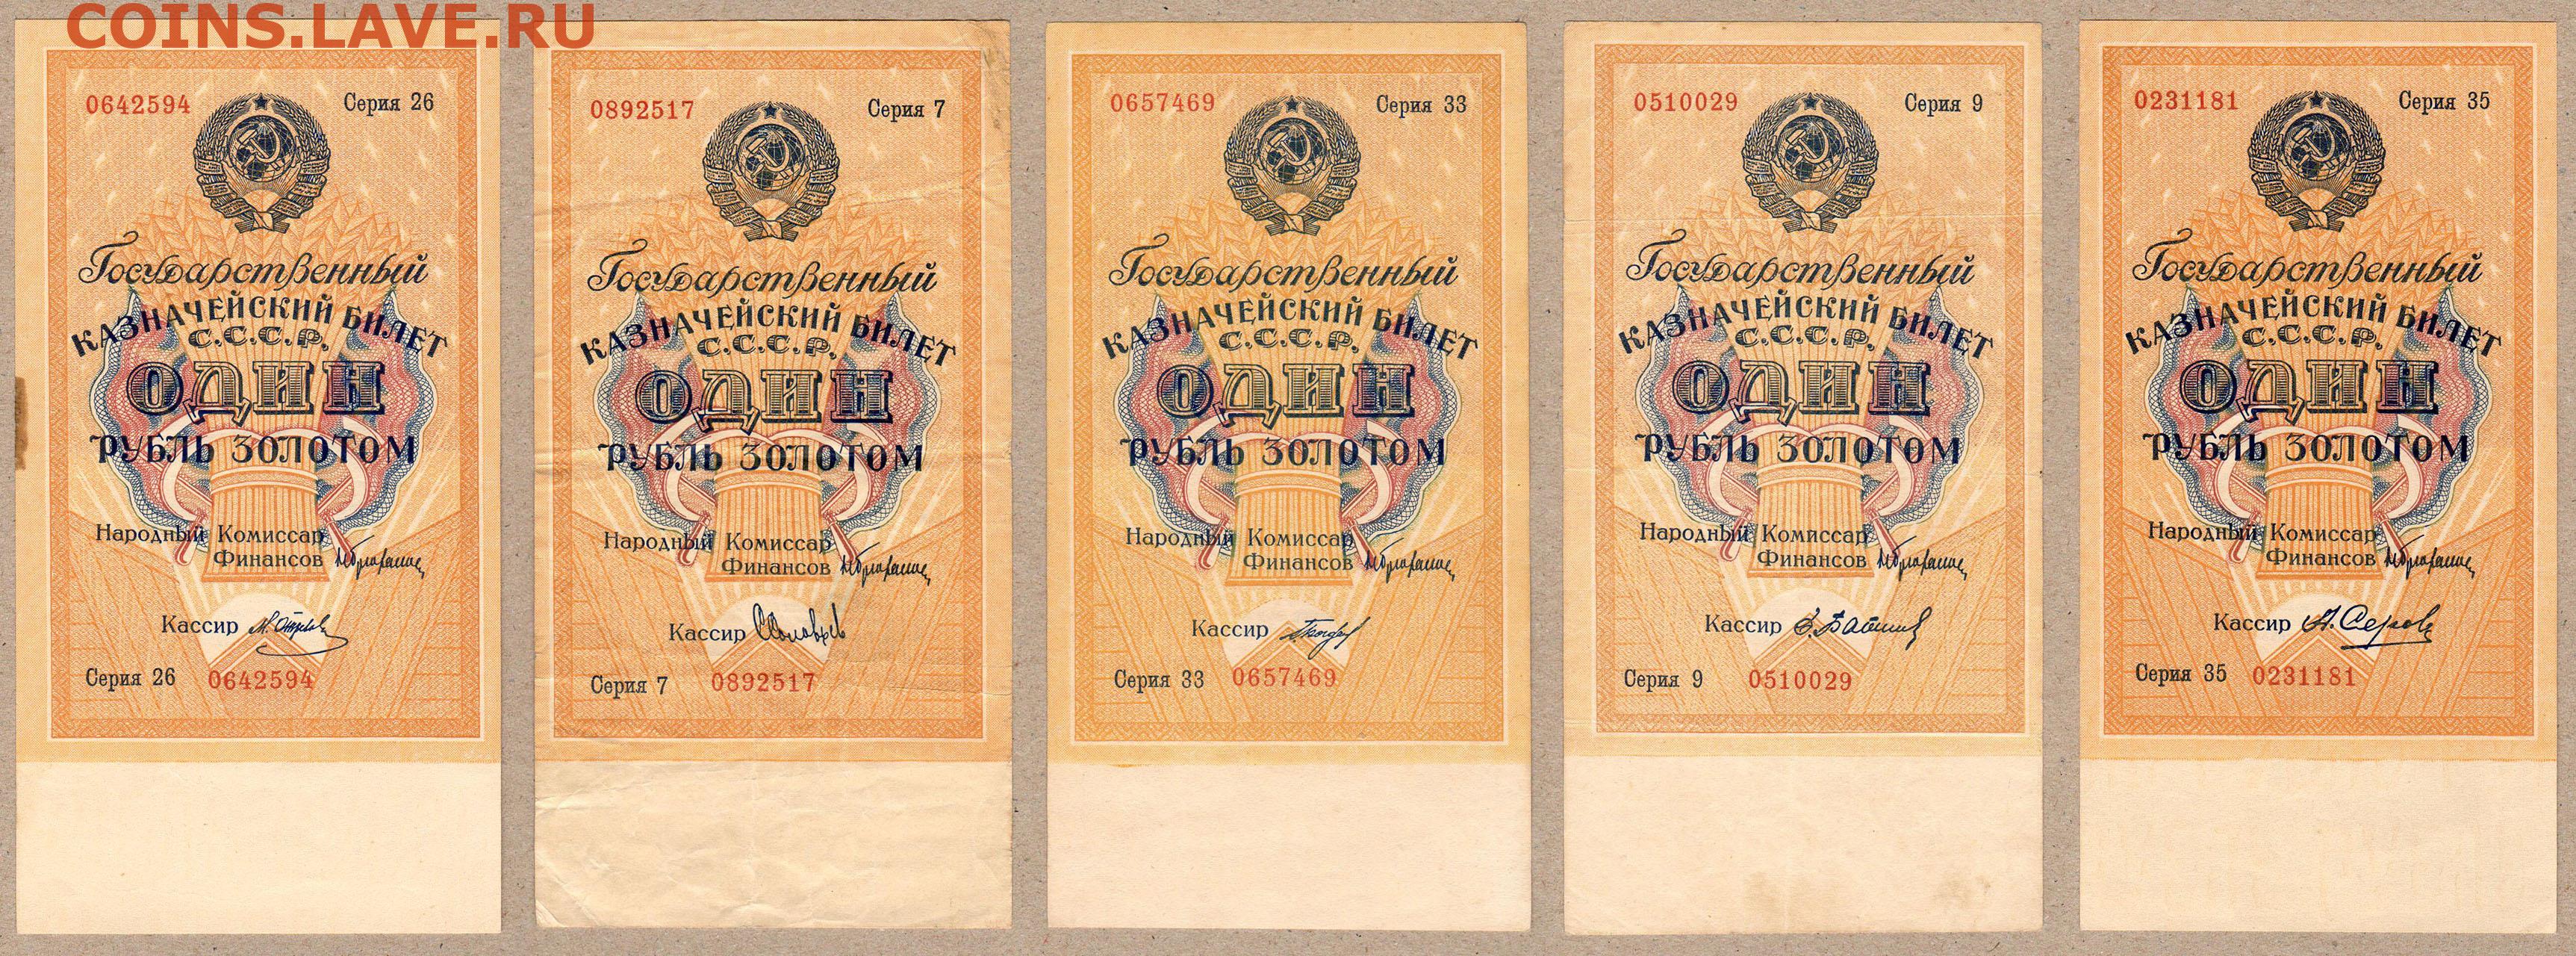 COINS.LAVE.RU
0642594 Серия 26
Государственный
КАЗНАЧЕЙСКИЙ БИЛЕТ
С.С.С.Р.
ОДИН
РУБЛЬ ЗОЛОТОМ
Народный Комиссар
Финансов
Кассир
Серия 26 0642594
0892517 Серия 7
Государственный
КАЗНАЧЕЙСКИЙ БИЛЕТ
С.С.С.Р.
ОДИН
РУБЛЬ ЗОЛОТОМ
Народный Комиссар
Финансов
Кассир Соловьев
Серия 7 0892517
0657469 Серия 33
Государственный
КАЗНАЧЕЙСКИЙ БИЛЕТ
С.С.С.Р.
ОДИН
РУБЛЬ ЗОЛОТОМ
Народный Комиссар
Финансов
Кассир
Серия 33 0657469
0510029 Серия 9
Государственный
КАЗНАЧЕЙСКИЙ БИЛЕТ
С.С.С.Р.
ОДИН
РУБЛЬ ЗОЛОТОМ
Народный Комиссар
Финансов
Кассир
Серия 9 0510029
0231181 Серия 35
Государственный
КАЗНАЧЕЙСКИЙ БИЛЕТ
С.С.С.Р.
ОДИН
РУБЛЬ ЗОЛОТОМ
Народный Комиссар
Финансов
Кассир А. Серов
Серия 35 0231181